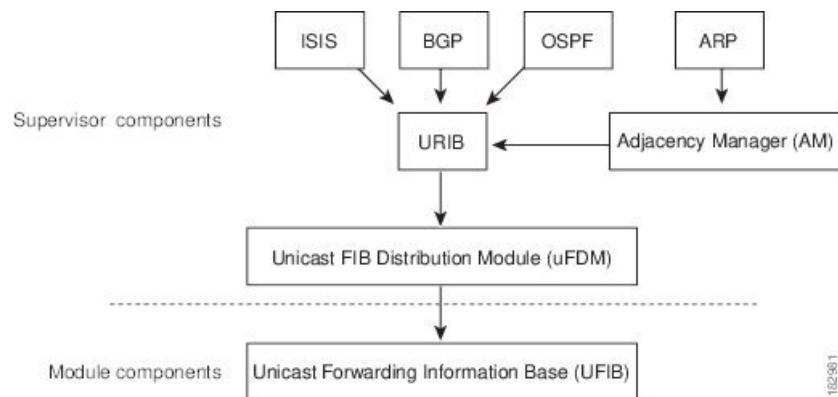 ISIS
BGP
OSPF
ARP
Supervisor components
URIB
Adjacency Manager (AM)
Unicast FIB Distribution Module (uFDM)
Module components
Unicast Forwarding Information Base (UFIB)
182981